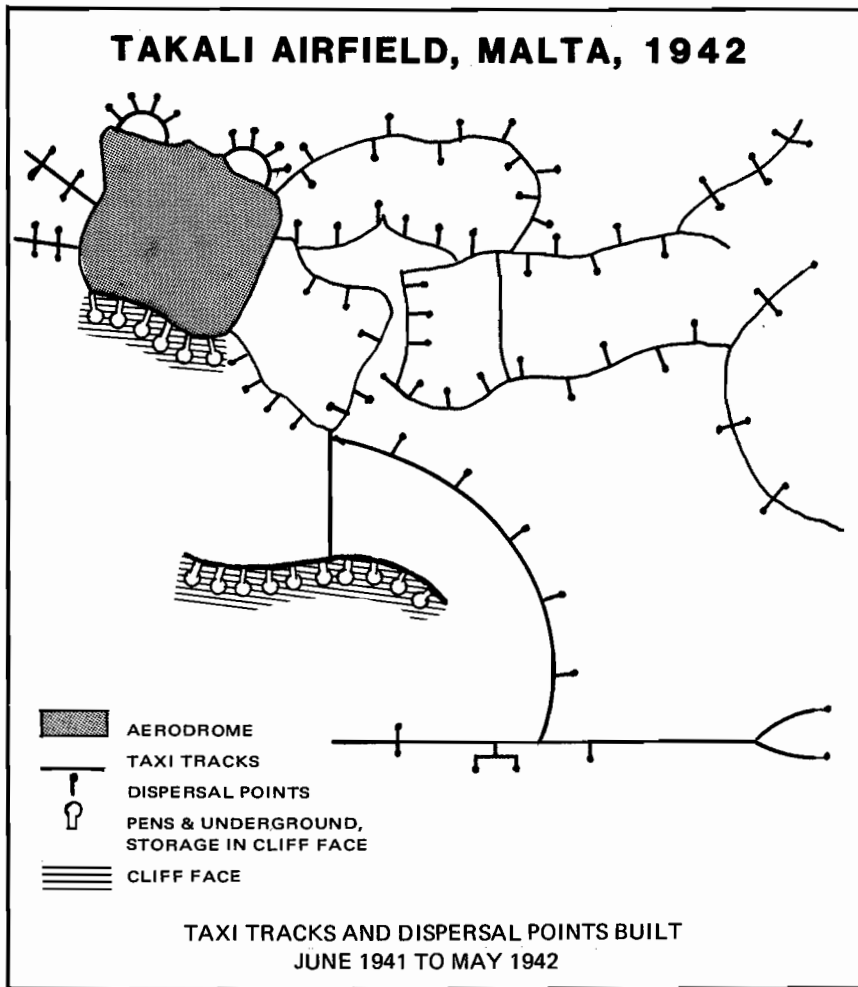 TAKALI AIRFIELD, MALTA, 1942
AERODROME
TAXI TRACKS
DISPERSAL POINTS
PENS & UNDERGROUND,
STORAGE IN CLIFF FACE
CLIFF FACE
TAXI TRACKS AND DISPERSAL POINTS BUILT
JUNE 1941 TO MAY 1942